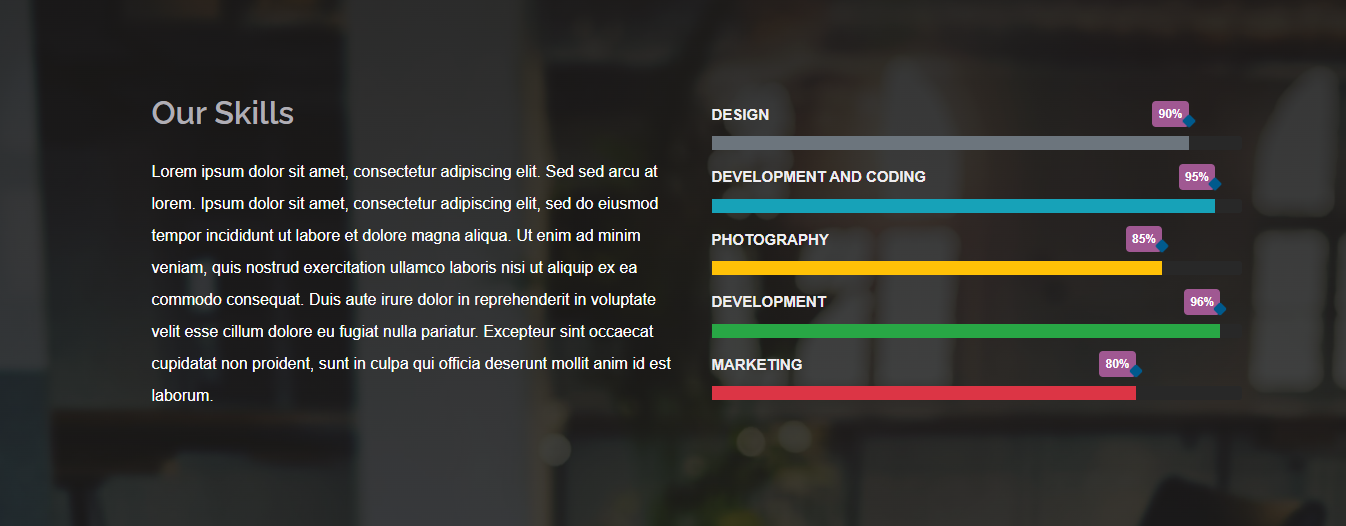 Our Skills
Lorem ipsum dolor sit amet, consectetur adipiscing elit. Sed sed arcu at
lorem. Ipsum dolor sit amet, consectetur adipiscing elit, sed do eiusmod
tempor incididunt ut labore et dolore magna aliqua. Ut enim ad minim
veniam, quis nostrud exercitation ullamco laboris nisi ut aliquip ex ea
commodo consequat. Duis aute irure dolor in reprehenderit in voluptate
velit esse cillum dolore eu fugiat nulla pariatur. Excepteur sint occaecat
cupidatat non proident, sunt in culpa qui officia deserunt mollit anim id est
laborum.
DESIGN 90%
DEVELOPMENT AND CODING 95%
PHOTOGRAPHY 85%
DEVELOPMENT 96%
MARKETING 80%